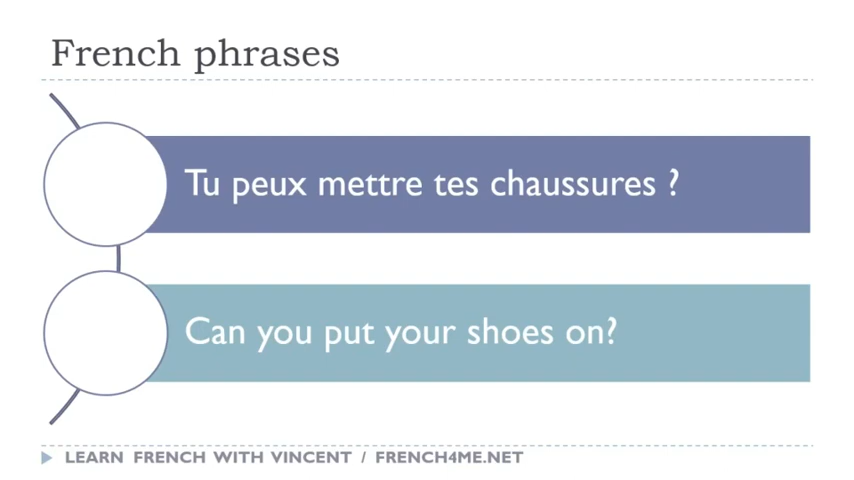 French phrases
Tu peux mettre tes chaussures ?
Can you put your shoes on?
LEARN FRENCH WITH VINCENT / FRENCH4ME.NET